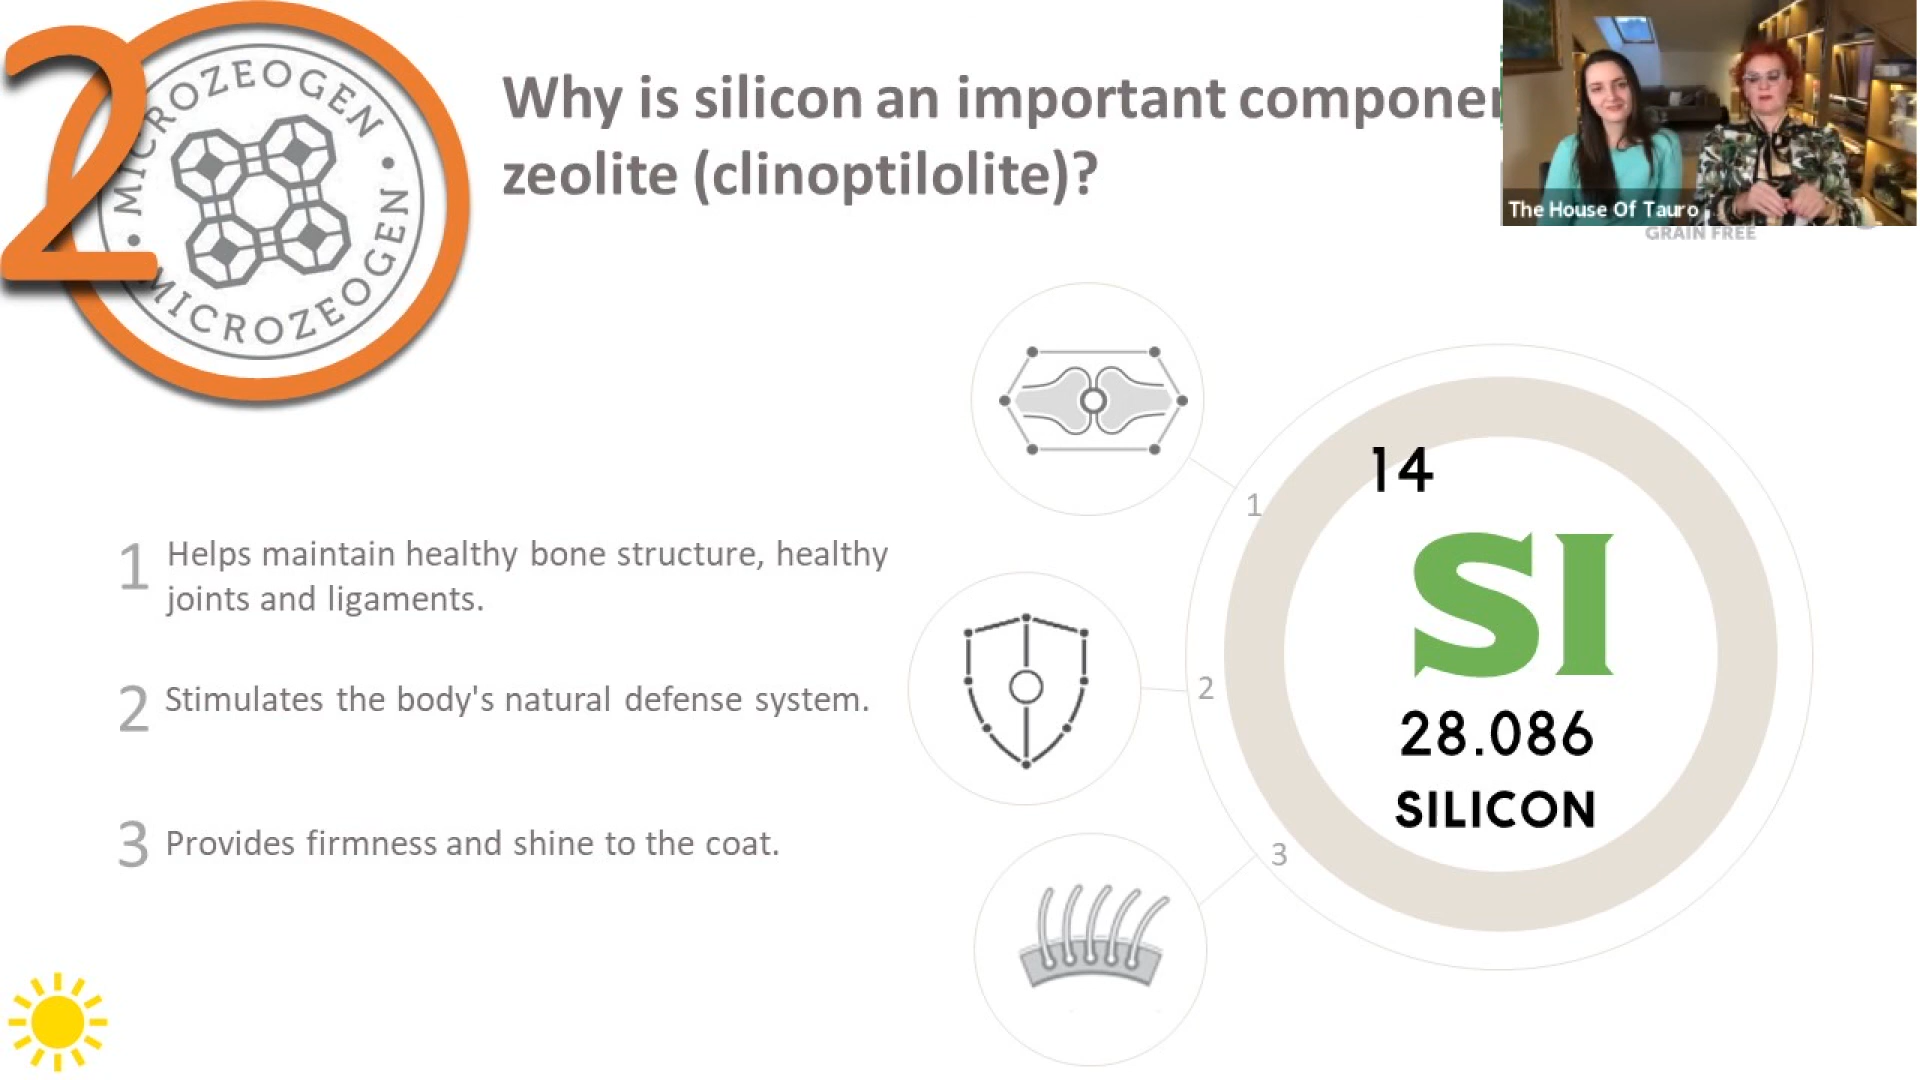 2
MICROZEOGEN • MICROZEOGEN •
Why is silicon an important
zeolite (clinoptilolite)?
The House Of Tauro
GRAIN FREE
1 Helps maintain healthy bone structure, healthy
joints and ligaments.
2 Stimulates the body's natural defense system.
3 Provides firmness and shine to the coat.
1
2
3
14
SI
28.086
SILICON